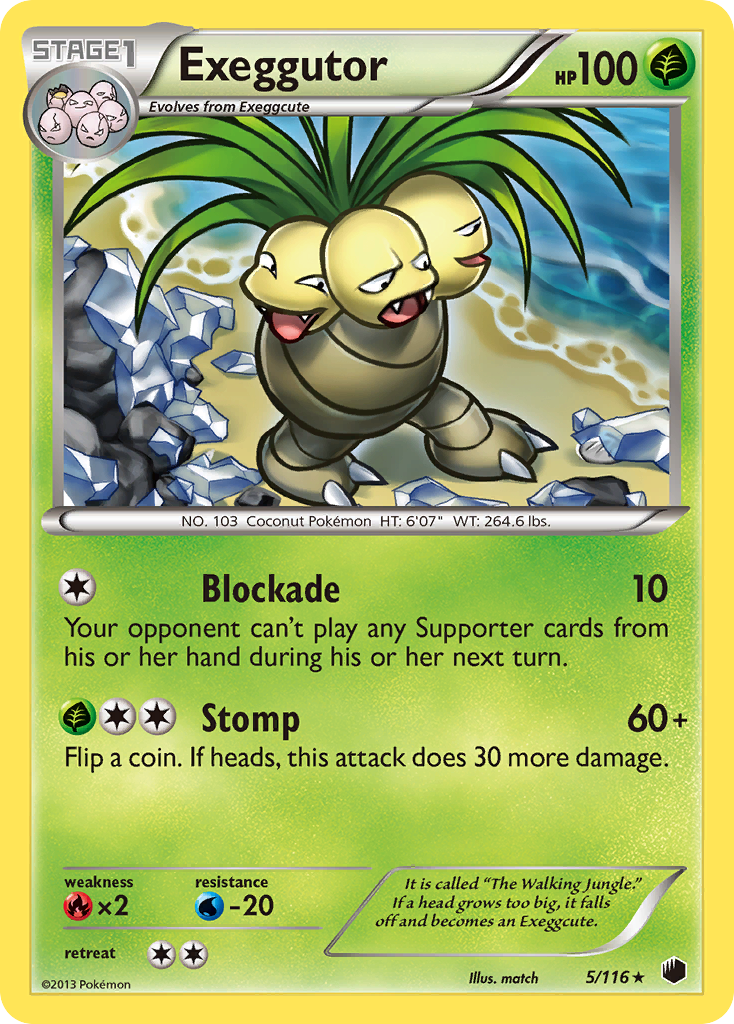 STAGE1
Exeggutor
HP100
Evolves from Exeggcute
NO. 103 Coconut Pokémon HT: 6'07" WT: 264.6 lbs.
Blockade 10
Your opponent can't play any Supporter cards from
his or her hand during his or her next turn.
Stomp 60+
Flip a coin. If heads, this attack does 30 more damage.
weakness resistance
×2 -20
retreat
It is called "The Walking Jungle."
If a head grows too big, it falls
off and becomes an Exeggcute.
©2013 Pokémon
Illus. match 5/116★